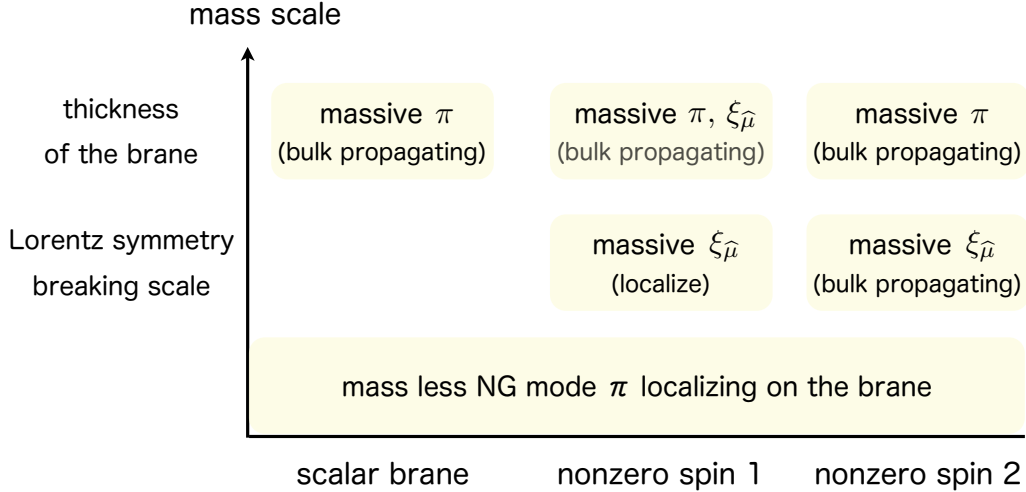 mass scale
thickness
of the brane
massive π
(bulk propagating)
massive π, ξ_μ̂
(bulk propagating)
massive π
(bulk propagating)
Lorentz symmetry
breaking scale
massive ξ_μ̂
(localize)
massive ξ_μ̂
(bulk propagating)
mass less NG mode π localizing on the brane
scalar brane
nonzero spin 1
nonzero spin 2